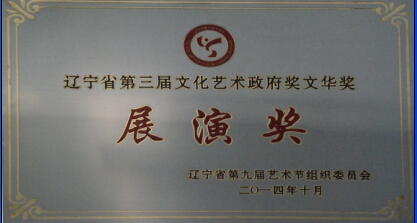 辽宁省第三届文化艺术政府奖文华奖
展演奖
辽宁省第九届艺术节组织委员会
二〇一四年十月